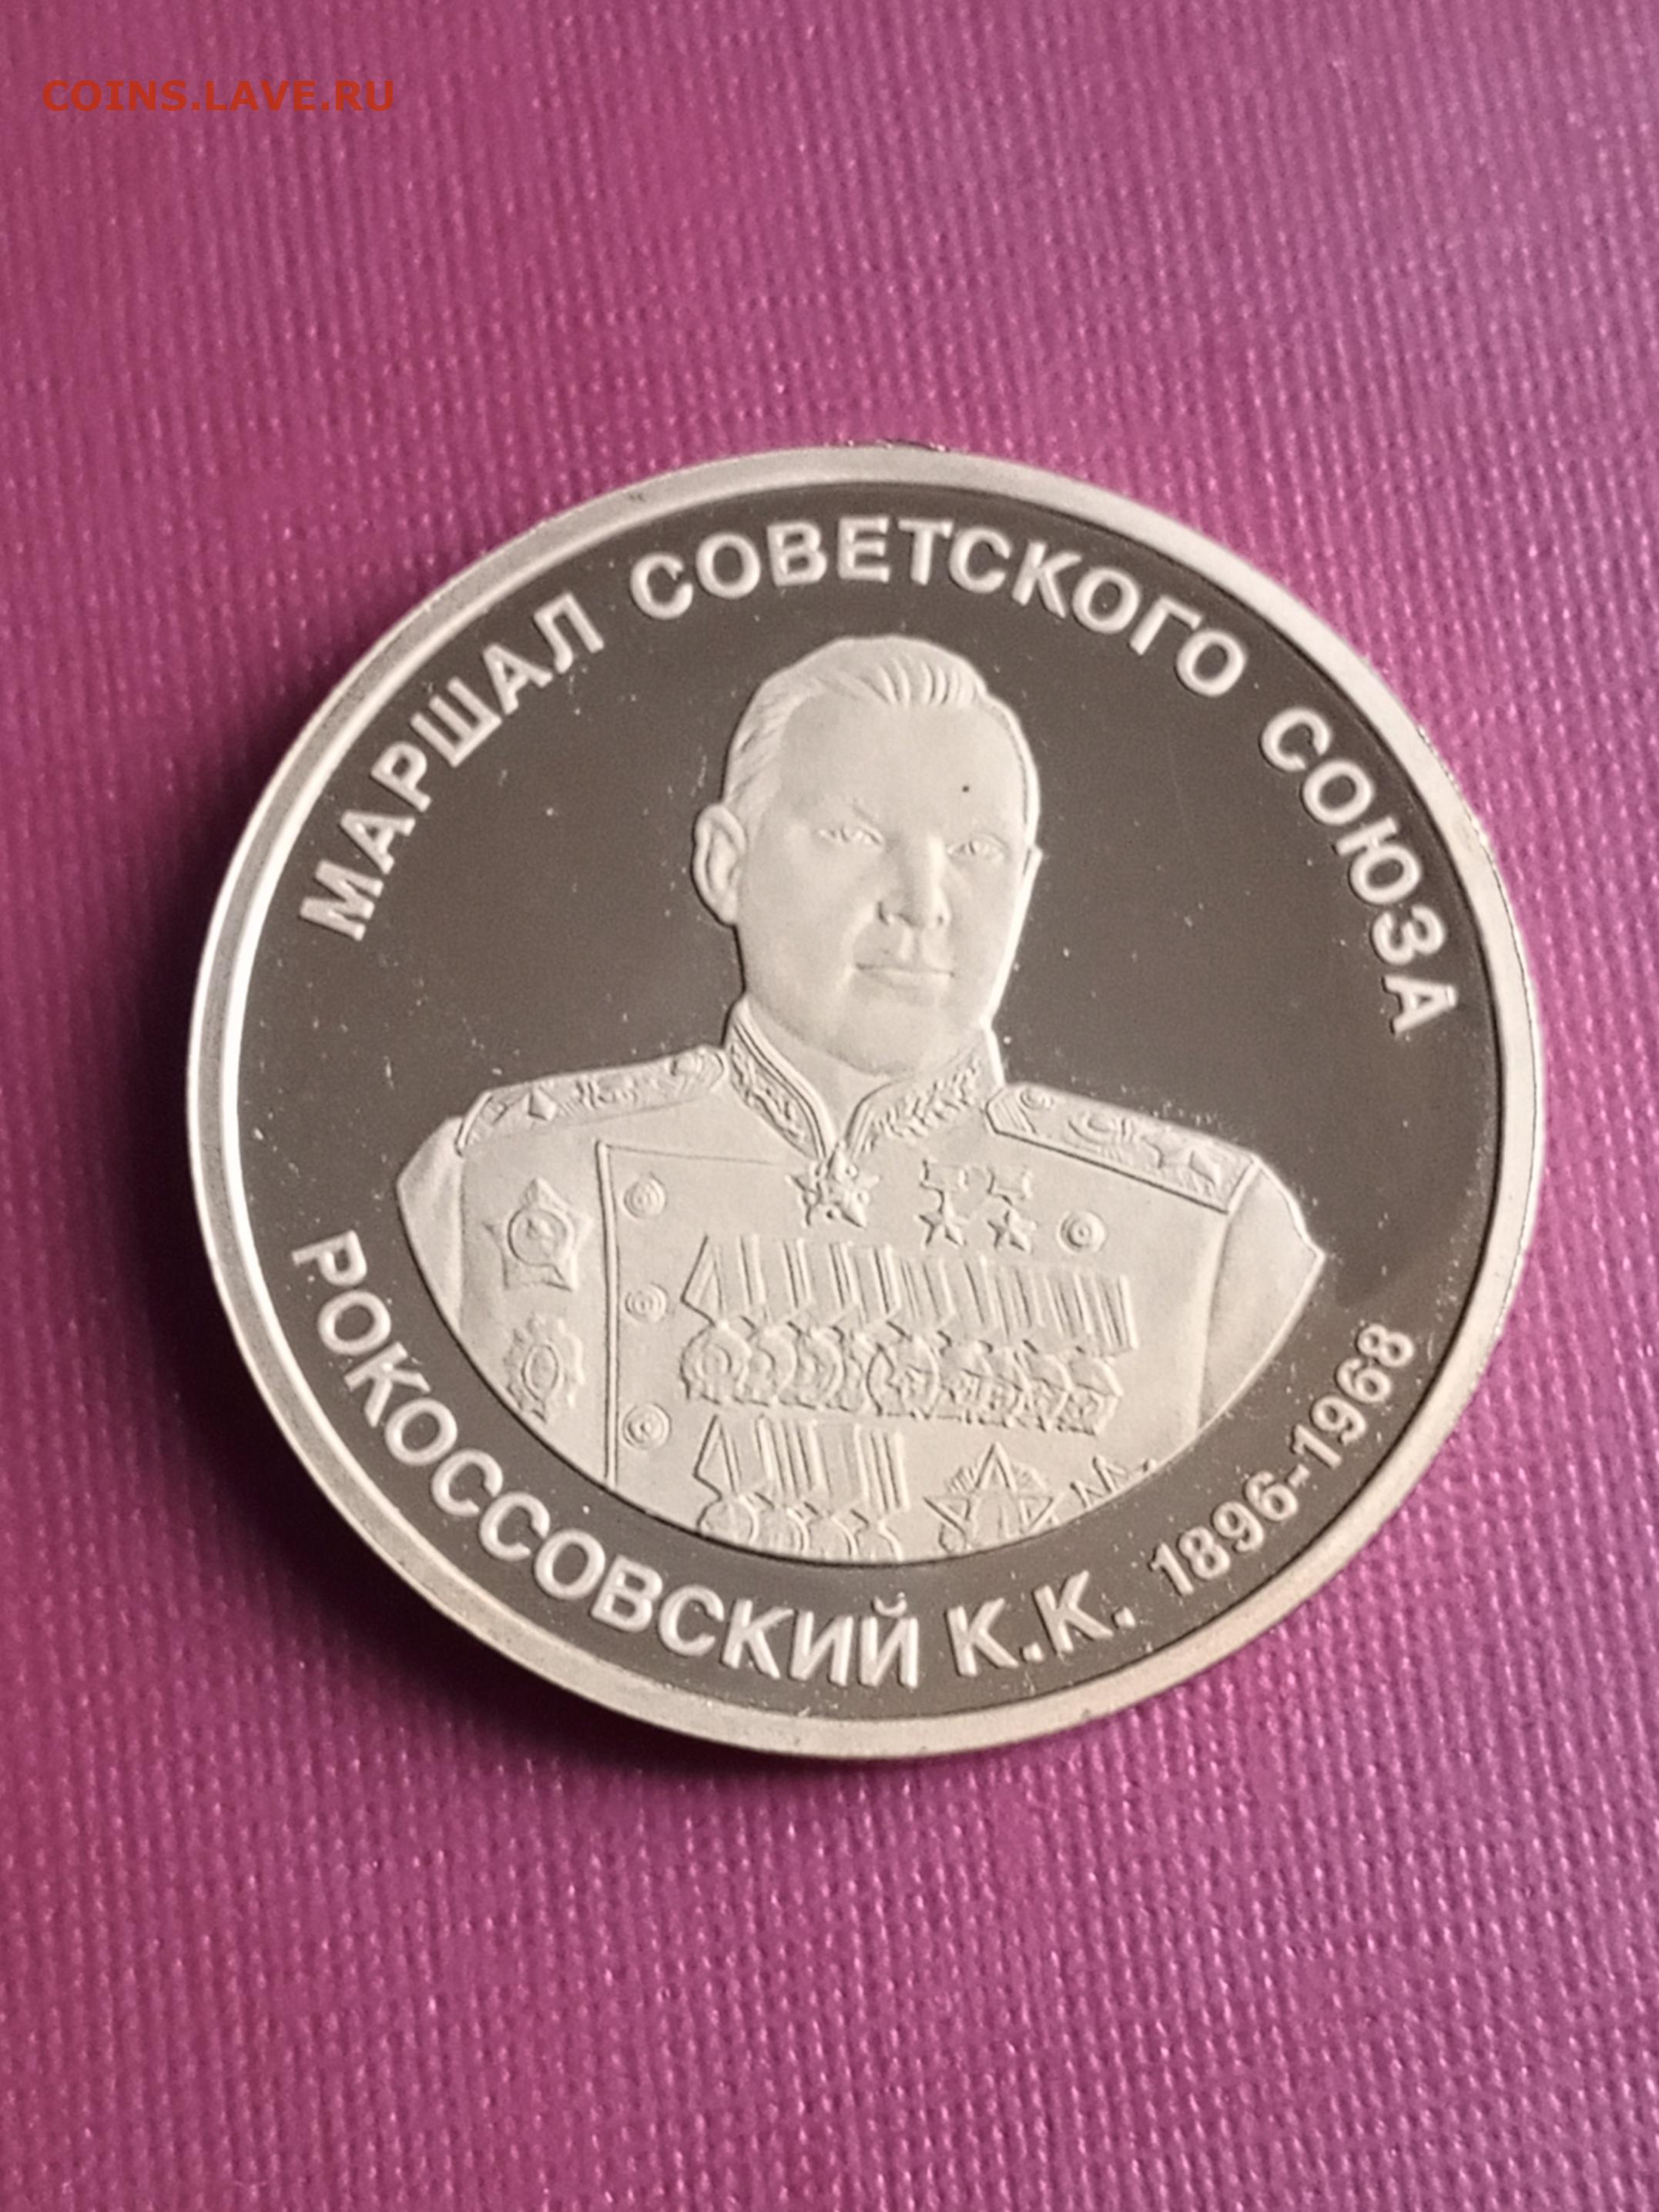 COINS.LAVE.RU
МАРШАЛ СОВЕТСКОГО СОЮЗА
РОКОССОВСКИЙ К.К. 1896-1968